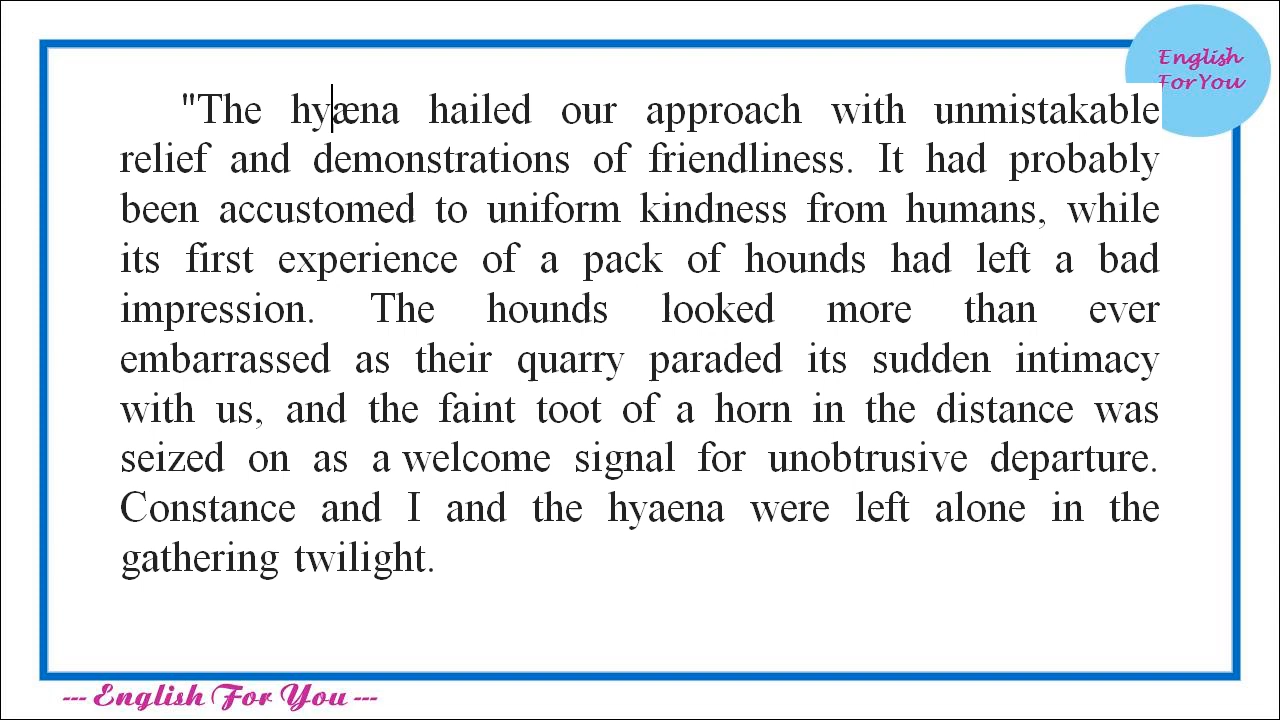 English
ForYou
"The hyæna hailed our approach with unmistakable
relief and demonstrations of friendliness. It had probably
been accustomed to uniform kindness from humans, while
its first experience of a pack of hounds had left a bad
impression. The hounds looked more than ever
embarrassed as their quarry paraded its sudden intimacy
with us, and the faint toot of a horn in the distance was
seized on as a welcome signal for unobtrusive departure.
Constance and I and the hyaena were left alone in the
gathering twilight.
--- English For You ---